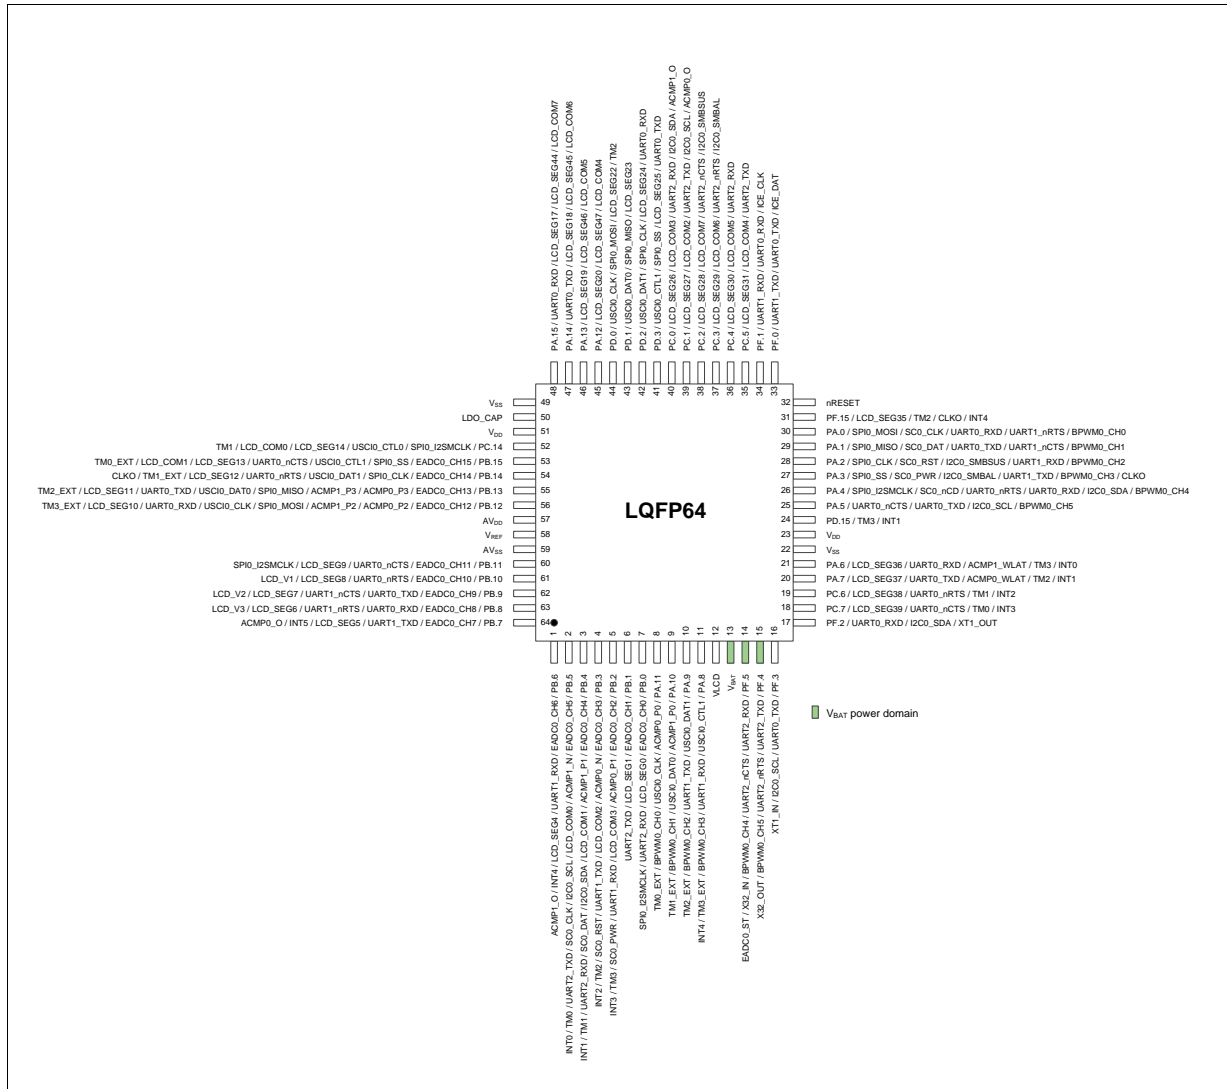 PA.15 / UART0_RXD / LCD_SEG17 / LCD_SEG44 / LCD_COM7
PA.14 / UART0_TXD / LCD_SEG18 / LCD_SEG45 / LCD_COM6
PA.13 / LCD_SEG19 / LCD_SEG46 / LCD_COM5
PA.12 / LCD_SEG20 / LCD_SEG47 / LCD_COM4
PD.0 / USCI0_CLK / SPI0_MOSI / LCD_SEG22 / TM2
PD.1 / USCI0_DAT0 / SPI0_MISO / LCD_SEG23
PD.2 / USCI0_DAT1 / SPI0_CLK / LCD_SEG24 / UART0_RXD
PD.3 / USCI0_CTL1 / SPI0_SS / LCD_SEG25 / UART0_TXD
PC.0 / LCD_SEG26 / LCD_COM3 / UART2_RXD / I2C0_SDA / ACMP1_O
PC.1 / LCD_SEG27 / LCD_COM2 / UART2_TXD / I2C0_SCL / ACMP0_O
PC.2 / LCD_SEG28 / LCD_COM7 / UART2_nCTS / I2C0_SMBSUS
PC.3 / LCD_SEG29 / LCD_COM6 / UART2_nRTS / I2C0_SMBAL
PC.4 / LCD_SEG30 / LCD_COM5 / UART2_RXD
PC.5 / LCD_SEG31 / LCD_COM4 / UART2_TXD
PF.1 / UART1_RXD / UART0_RXD / ICE_CLK
PF.0 / UART1_TXD / UART0_TXD / ICE_DAT
48 47 46 45 44 43 42 41 40 39 38 37 36 35 34 33
VSS 49
LDO_CAP 50
VDD 51
TM1 / LCD_COM0 / LCD_SEG14 / USCI0_CTL0 / SPI0_I2SMCLK / PC.14 52
TM0_EXT / LCD_COM1 / LCD_SEG13 / UART0_nCTS / USCI0_CTL1 / SPI0_SS / EADC0_CH15 / PB.15 53
CLKO / TM1_EXT / LCD_SEG12 / UART0_nRTS / USCI0_DAT1 / SPI0_CLK / EADC0_CH14 / PB.14 54
TM2_EXT / LCD_SEG11 / UART0_TXD / USCI0_DAT0 / SPI0_MISO / ACMP1_P3 / ACMP0_P3 / EADC0_CH13 / PB.13 55
TM3_EXT / LCD_SEG10 / UART0_RXD / USCI0_CLK / SPI0_MOSI / ACMP1_P2 / ACMP0_P2 / EADC0_CH12 / PB.12 56
AVDD 57
VREF 58
AVSS 59
SPI0_I2SMCLK / LCD_SEG9 / UART0_nCTS / EADC0_CH11 / PB.11 60
LCD_V1 / LCD_SEG8 / UART0_nRTS / EADC0_CH10 / PB.10 61
LCD_V2 / LCD_SEG7 / UART1_nCTS / UART0_TXD / EADC0_CH9 / PB.9 62
LCD_V3 / LCD_SEG6 / UART1_nRTS / UART0_RXD / EADC0_CH8 / PB.8 63
ACMP0_O / INT5 / LCD_SEG5 / UART1_TXD / EADC0_CH7 / PB.7 64
LQFP64
32 nRESET
31 PF.15 / LCD_SEG35 / TM2 / CLKO / INT4
30 PA.0 / SPI0_MOSI / SC0_CLK / UART0_RXD / UART1_nRTS / BPWM0_CH0
29 PA.1 / SPI0_MISO / SC0_DAT / UART0_TXD / UART1_nCTS / BPWM0_CH1
28 PA.2 / SPI0_CLK / SC0_RST / I2C0_SMBSUS / UART1_RXD / BPWM0_CH2
27 PA.3 / SPI0_SS / SC0_PWR / I2C0_SMBAL / UART1_TXD / BPWM0_CH3 / CLKO
26 PA.4 / SPI0_I2SMCLK / SC0_nCD / UART0_nRTS / UART0_RXD / I2C0_SDA / BPWM0_CH4
25 PA.5 / UART0_nCTS / UART0_TXD / I2C0_SCL / BPWM0_CH5
24 PD.15 / TM3 / INT1
23 VDD
22 VSS
21 PA.6 / LCD_SEG36 / UART0_RXD / ACMP1_WLAT / TM3 / INT0
20 PA.7 / LCD_SEG37 / UART0_TXD / ACMP0_WLAT / TM2 / INT1
19 PC.6 / LCD_SEG38 / UART0_nRTS / TM1 / INT2
18 PC.7 / LCD_SEG39 / UART0_nCTS / TM0 / INT3
17 PF.2 / UART0_RXD / I2C0_SDA / XT1_OUT
1 2 3 4 5 6 7 8 9 10 11 12 13 14 15 16
ACMP1_O / INT4 / LCD_SEG4 / UART1_RXD / EADC0_CH6 / PB.6
INT0 / TM0 / UART2_TXD / SC0_CLK / I2C0_SCL / LCD_COM0 / ACMP1_N / EADC0_CH5 / PB.5
INT1 / TM1 / UART2_RXD / SC0_DAT / I2C0_SDA / LCD_COM1 / ACMP1_P1 / EADC0_CH4 / PB.4
INT2 / TM2 / SC0_RST / UART1_TXD / LCD_COM2 / ACMP0_N / EADC0_CH3 / PB.3
INT3 / TM3 / SC0_PWR / UART1_RXD / LCD_COM3 / ACMP0_P1 / EADC0_CH2 / PB.2
UART2_TXD / LCD_SEG1 / EADC0_CH1 / PB.1
SPI0_I2SMCLK / UART2_RXD / LCD_SEG0 / EADC0_CH0 / PB.0
TM0_EXT / BPWM0_CH0 / USCI0_CLK / ACMP0_P0 / PA.11
TM1_EXT / BPWM0_CH1 / USCI0_DAT0 / ACMP1_P0 / PA.10
TM2_EXT / BPWM0_CH2 / UART1_TXD / USCI0_DAT1 / PA.9
INT4 / TM3_EXT / BPWM0_CH3 / UART1_RXD / USCI0_CTL1 / PA.8
VLCD
VBAT
EADC0_ST / X32_IN / BPWM0_CH4 / UART2_nCTS / UART2_RXD / PF.5
X32_OUT / BPWM0_CH5 / UART2_nRTS / UART2_TXD / PF.4
XT1_IN / I2C0_SCL / UART0_TXD / PF.3
VBAT power domain